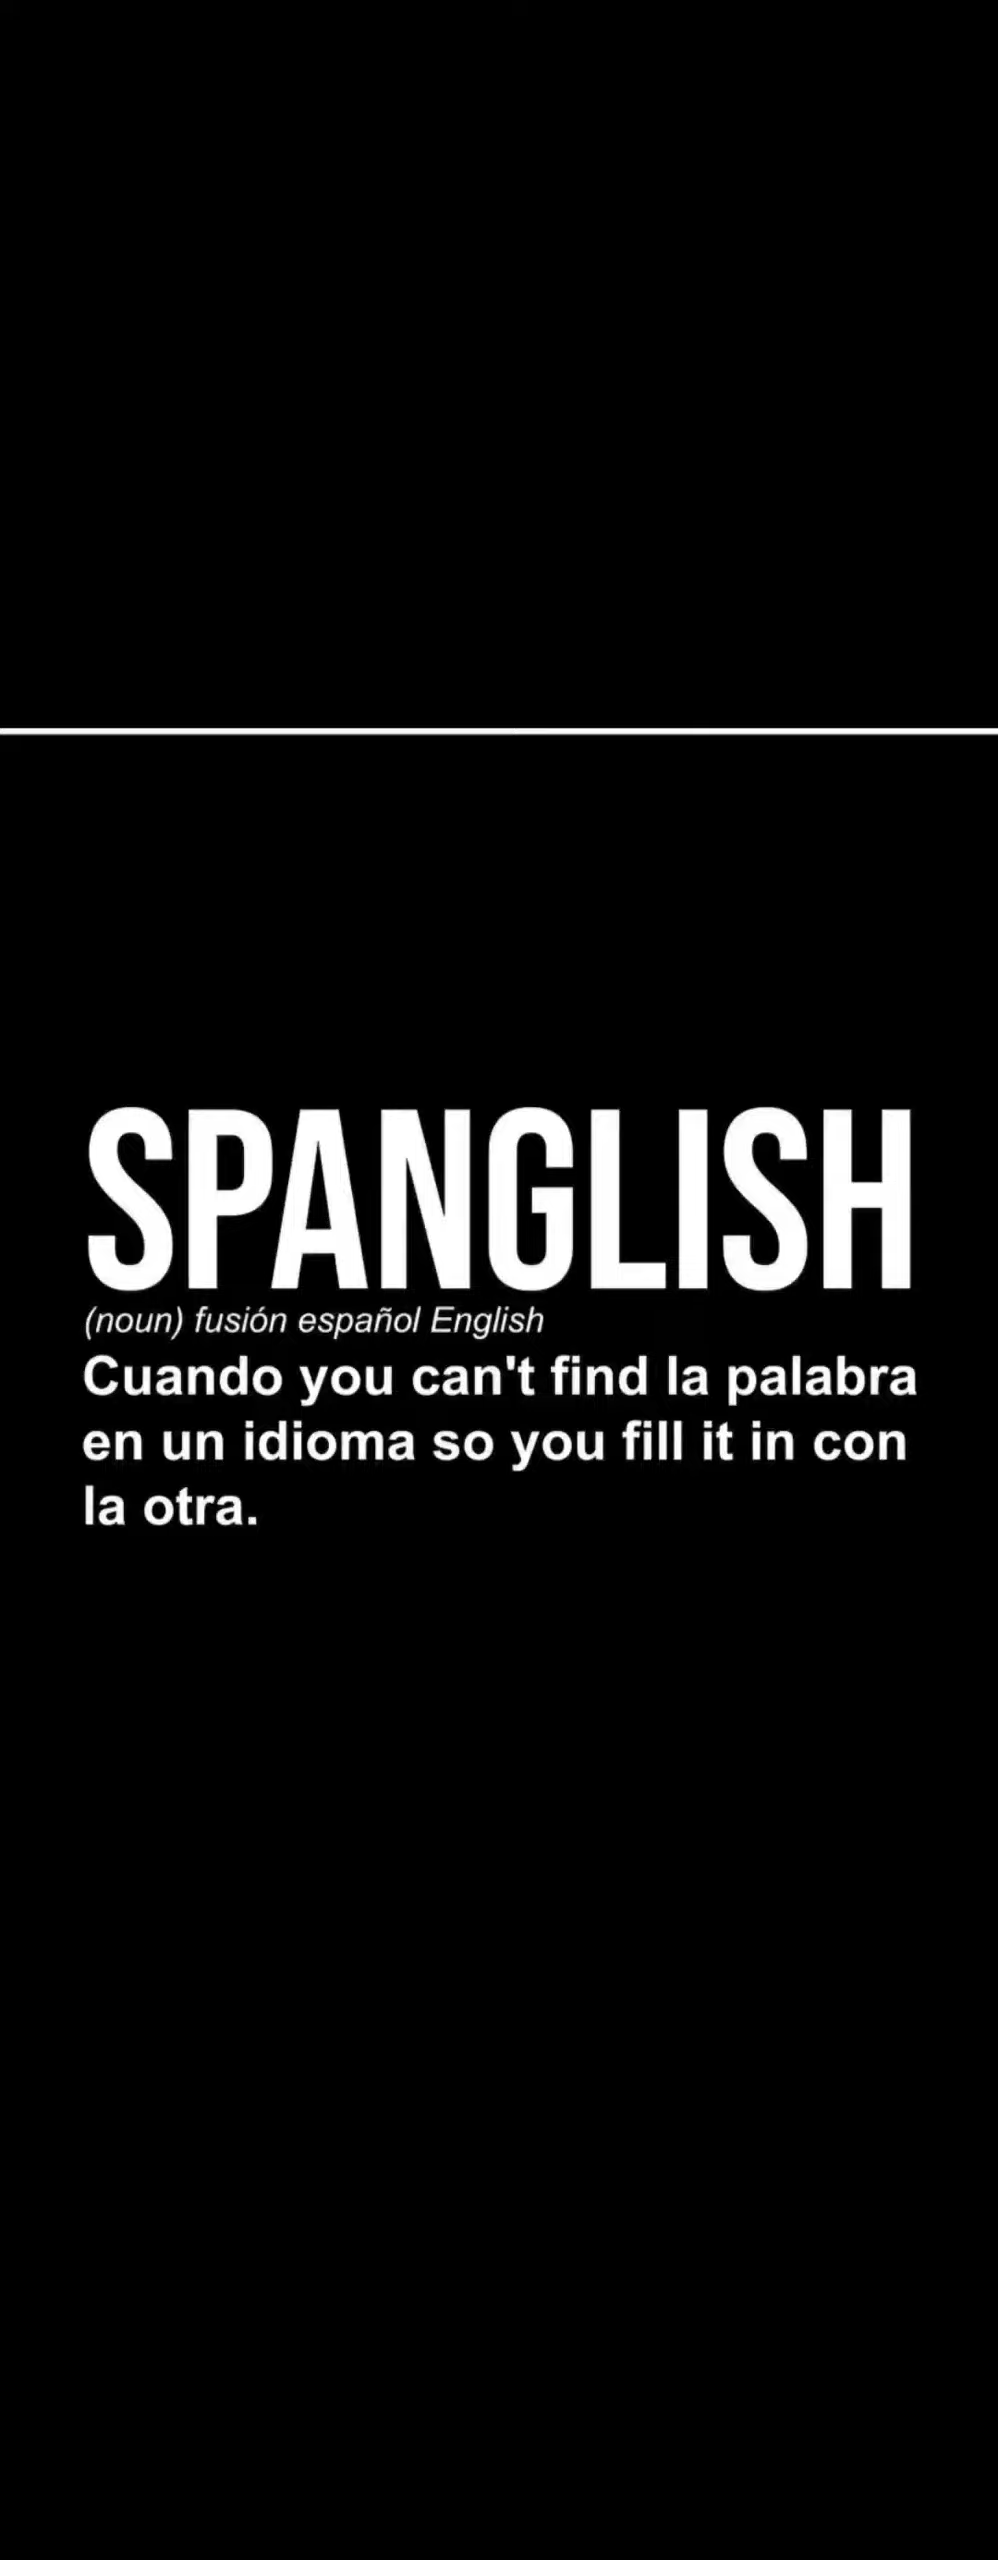 SPANGLISH
(noun) fusión español English
Cuando you can't find la palabra
en un idioma so you fill it in con
la otra.